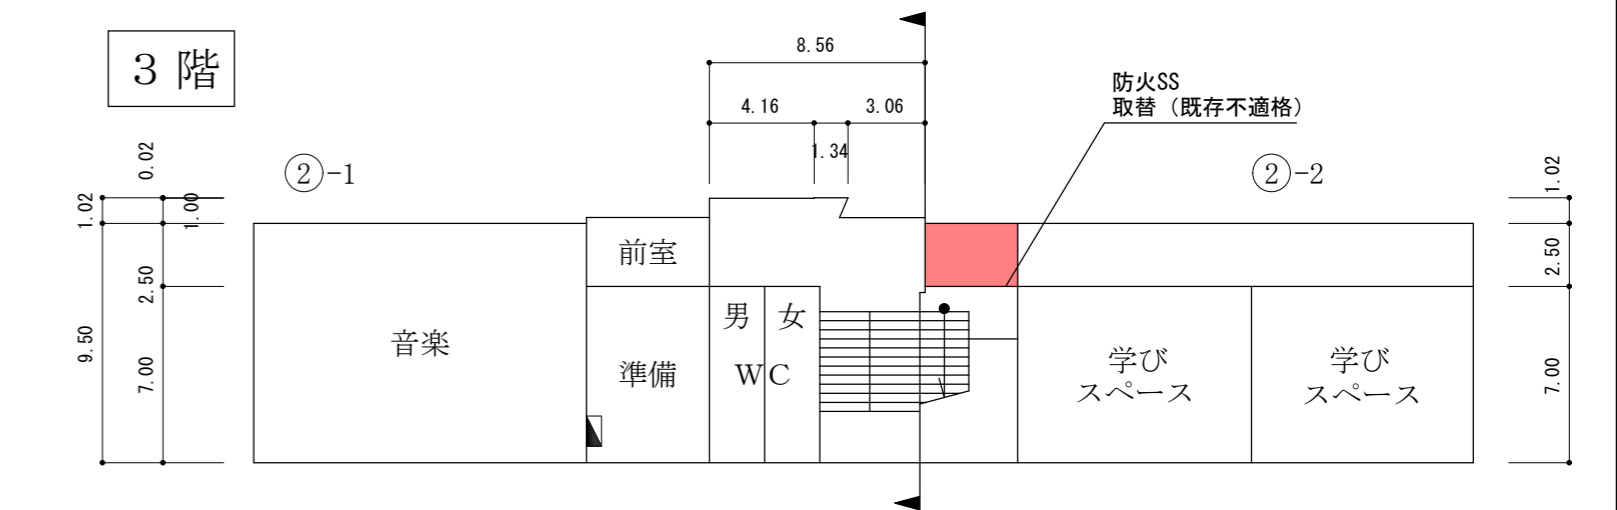 3階
8.56
4.16
3.06
1.34
防火SS
取替（既存不適格）
②-1
②-2
0.02
1.02
1.00
2.50
9.50
7.00
1.02
2.50
7.00
前室
音楽
準備
男
女
WC
学び
スペース
学び
スペース